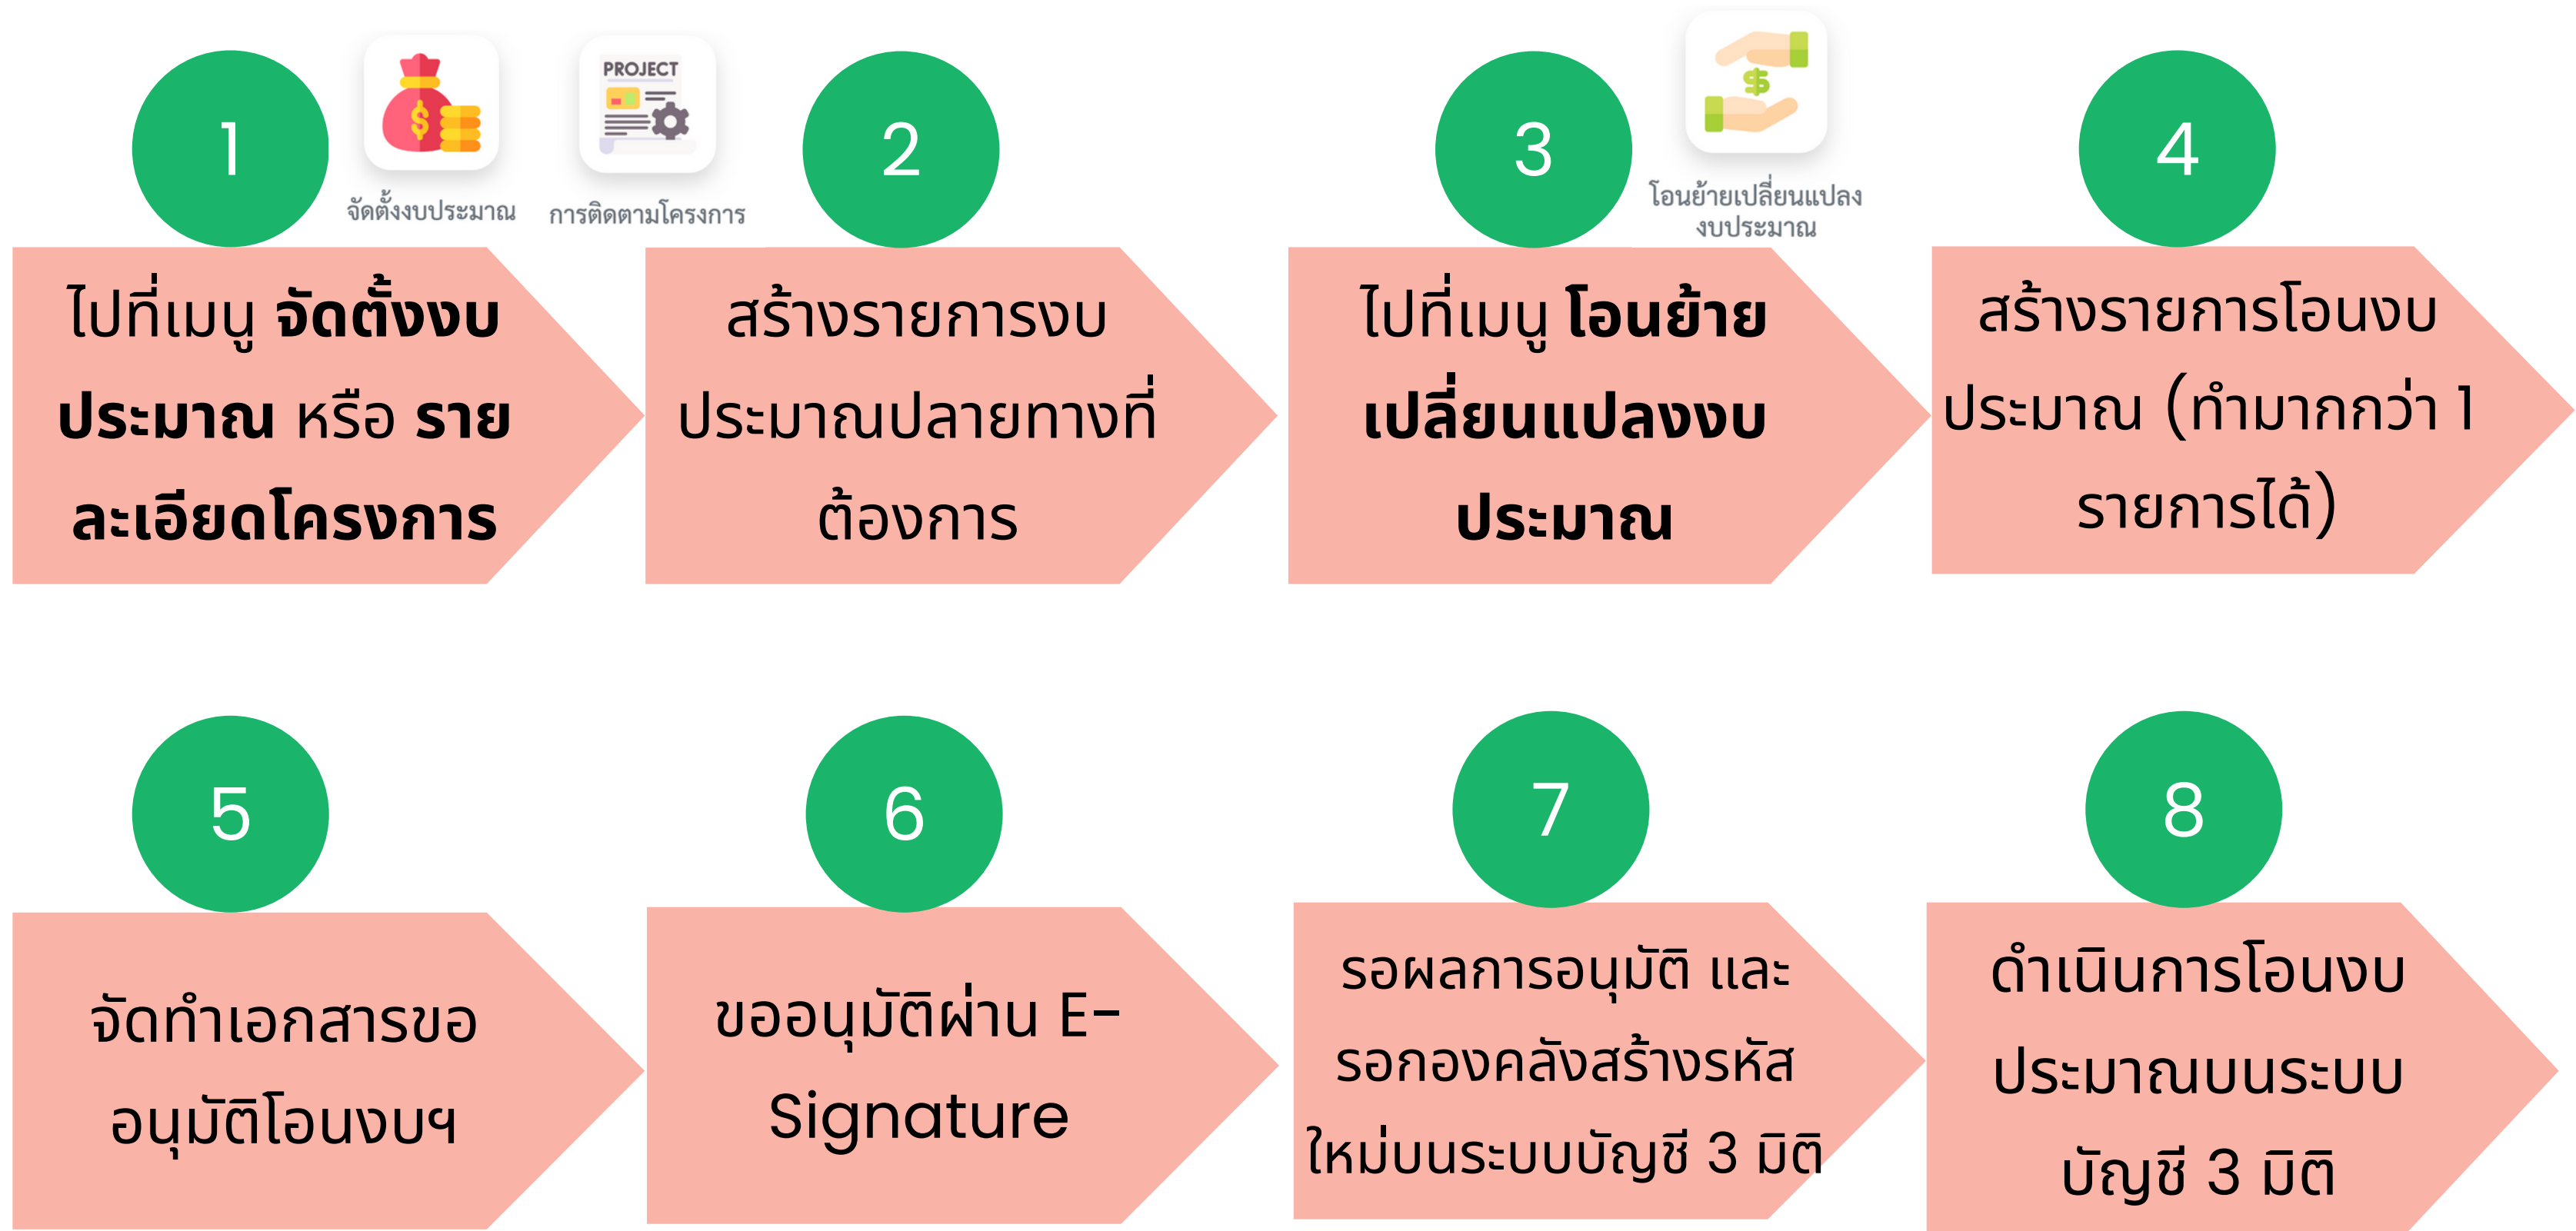 1
จัดตั้งงบประมาณ
PROJECT
การติดตามโครงการ
ไปที่เมนู จัดตั้งงบ
ประมาณ หรือ ราย
ละเอียดโครงการ
2
สร้างรายการงบ
ประมาณปลายทางที่
ต้องการ
3
โอนย้ายเปลี่ยนแปลง
งบประมาณ
ไปที่เมนู โอนย้าย
เปลี่ยนแปลงงบ
ประมาณ
4
สร้างรายการโอนงบ
ประมาณ (ทำมากกว่า 1
รายการได้)
5
จัดทำเอกสารขอ
อนุมัติโอนงบฯ
6
ขออนุมัติผ่าน E-
Signature
7
รอผลการอนุมัติ และ
รอกองคลังสร้างรหัส
ใหม่บนระบบบัญชี 3 มิติ
8
ดำเนินการโอนงบ
ประมาณบนระบบ
บัญชี 3 มิติ